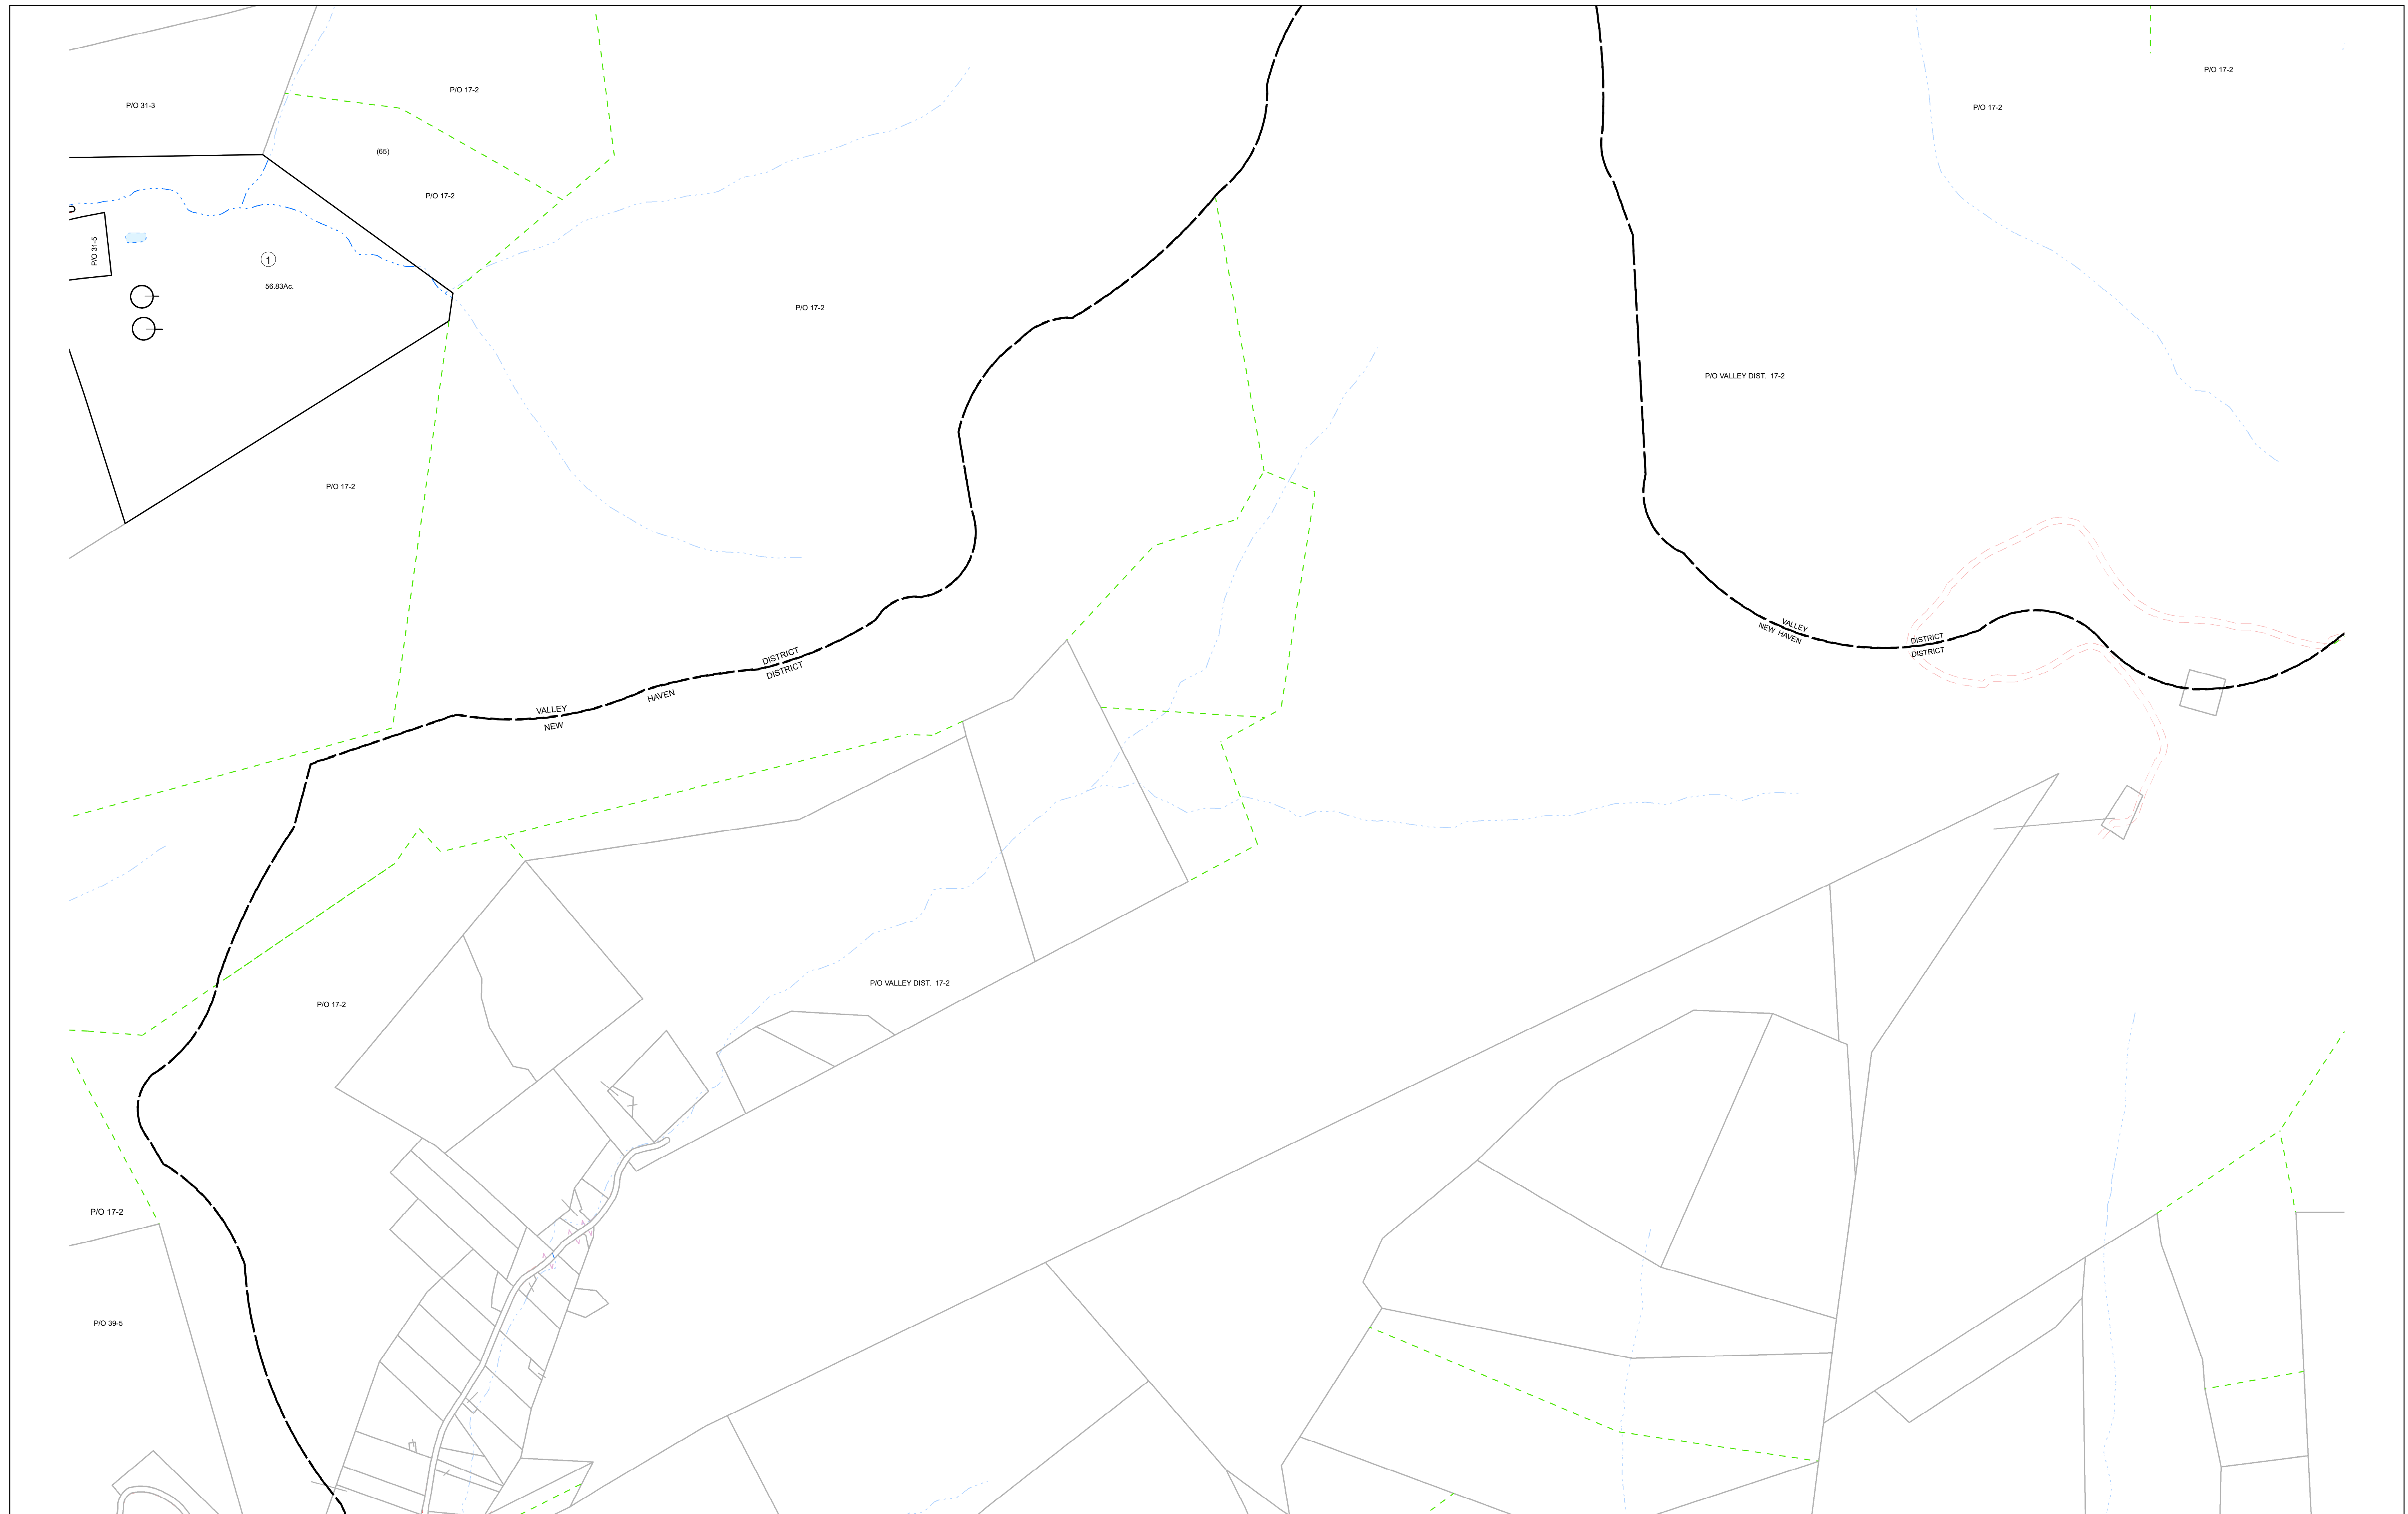 P/O 17-2
P/O 17-2
P/O 31-3
P/O 17-2
(65)
P/O 17-2
P/O 31-5
1
56.83Ac.
P/O 17-2
P/O VALLEY DIST. 17-2
P/O 17-2
VALLEY DISTRICT
NEW HAVEN DISTRICT
VALLEY DISTRICT
NEW HAVEN DISTRICT
P/O VALLEY DIST. 17-2
P/O 17-2
P/O 17-2
P/O 39-5